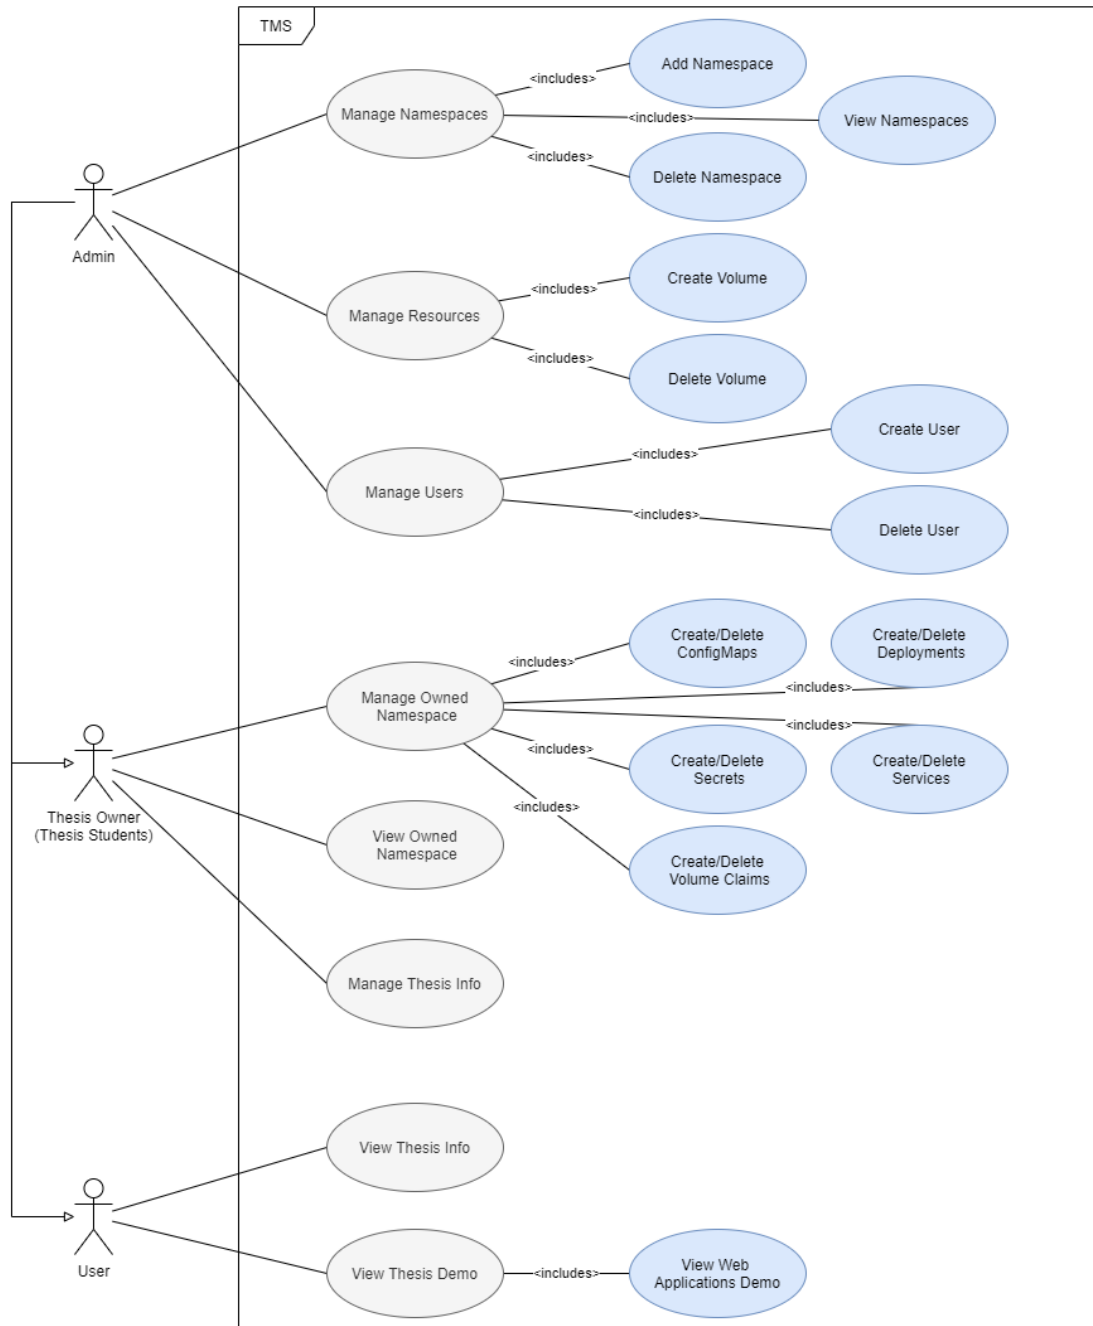 TMS
Add Namespace
<includes>
Manage Namespaces
<includes>
View Namespaces
<includes>
Delete Namespace
Admin
Create Volume
<includes>
Manage Resources
<includes>
Delete Volume
Create User
<includes>
Manage Users
<includes>
Delete User
Create/Delete
ConfigMaps
Create/Delete
Deployments
<includes>
Manage Owned
Namespace
<includes>
<includes>
<includes>
Create/Delete
Secrets
Create/Delete
Services
<includes>
Thesis Owner
(Thesis Students)
View Owned
Namespace
Create/Delete
Volume Claims
Manage Thesis Info
View Thesis Info
User
View Thesis Demo
<includes>
View Web
Applications Demo